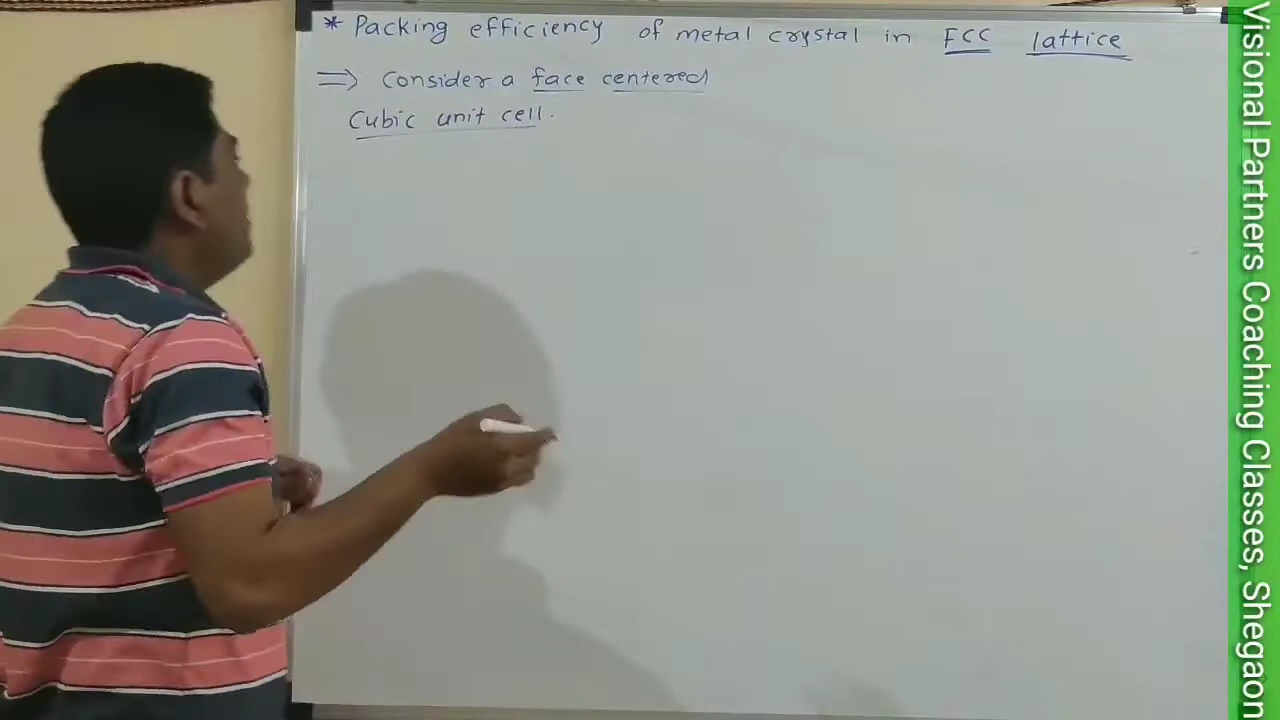 * Packing efficiency of metal crystal in FCC lattice
⇒ Consider a face centered
Cubic unit cell.
Visional Partners Coaching Classes, Shegaon